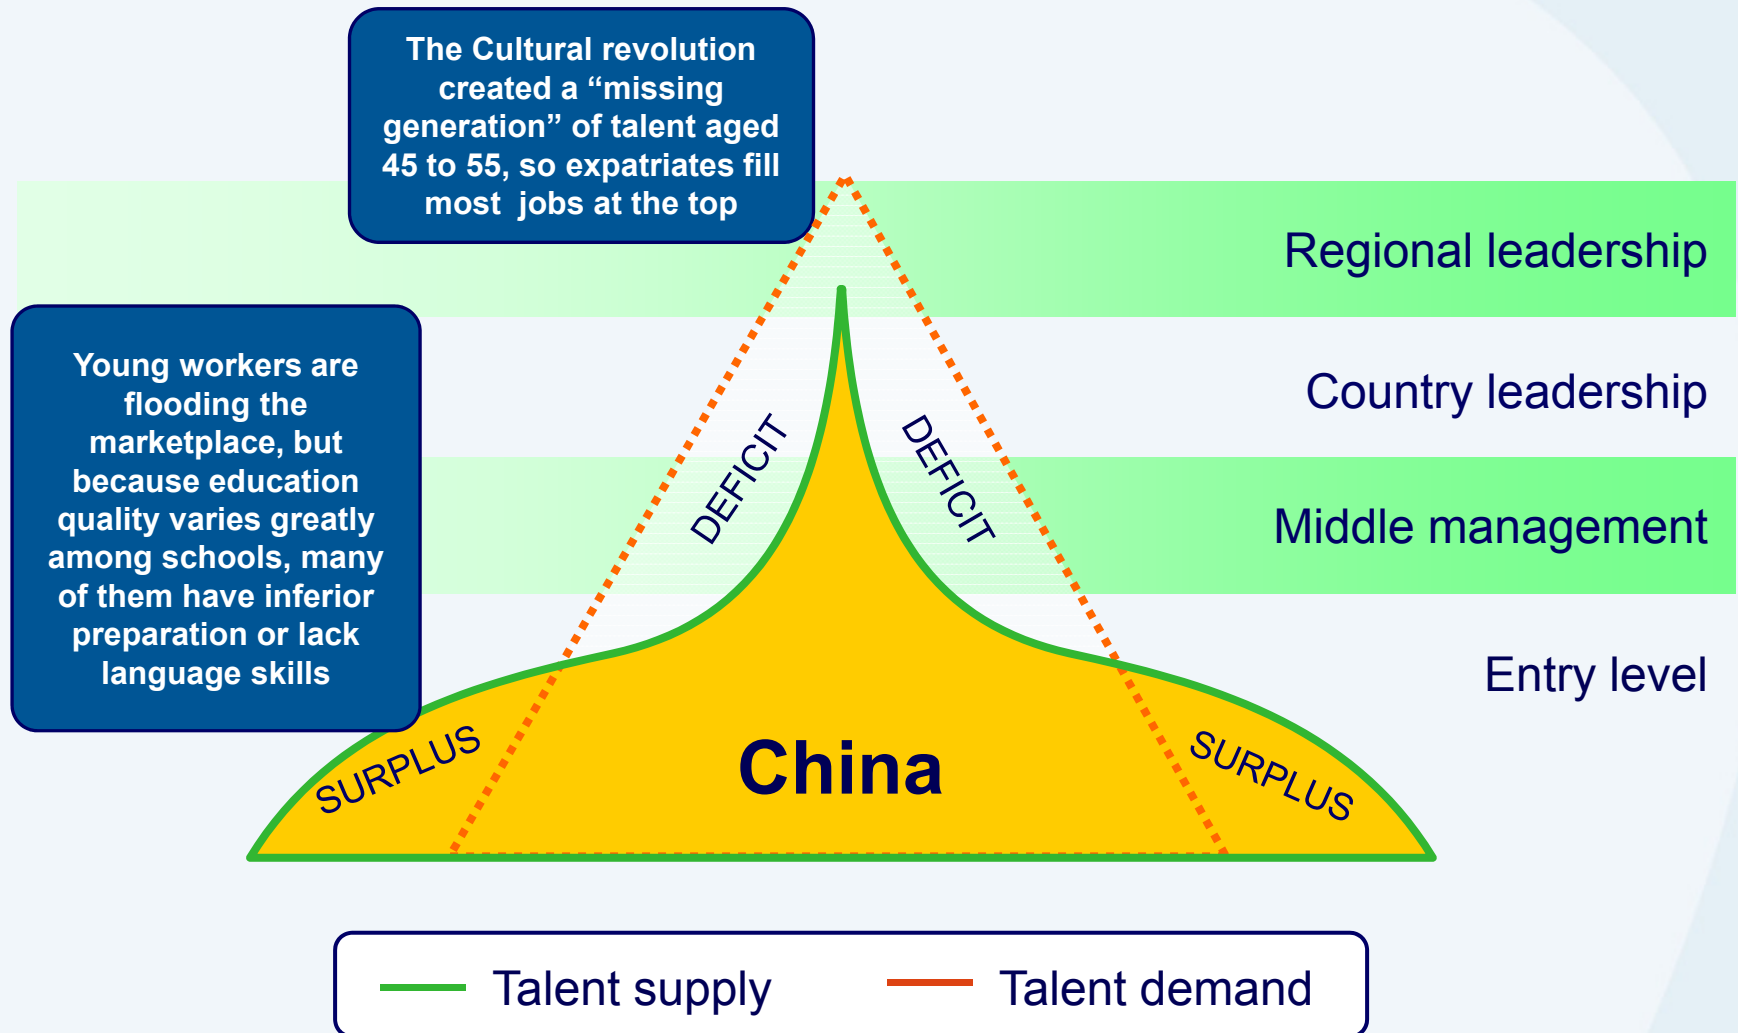 The Cultural revolution
created a “missing
generation” of talent aged
45 to 55, so expatriates fill
most jobs at the top
Regional leadership
Young workers are
flooding the
marketplace, but
because education
quality varies greatly
among schools, many
of them have inferior
preparation or lack
language skills
Country leadership
DEFICIT
DEFICIT
Middle management
Entry level
SURPLUS
China
SURPLUS
Talent supply
Talent demand